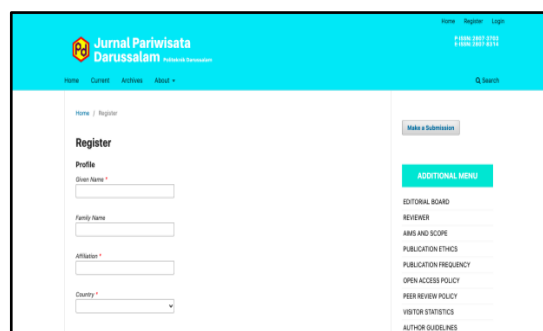 Home Register Login
Pd
Jurnal Pariwisata
Darussalam Politeknik Darussalam
P-ISSN: 2807-3702
E-ISSN: 2807-8314
Home Current Archives About
Search
Home | Register
Register
Profile
Given Name *
Family Name
Affiliation *
Country *
Make a Submission
ADDITIONAL MENU
EDITORIAL BOARD
REVIEWER
AIMS AND SCOPE
PUBLICATION ETHICS
PUBLICATION FREQUENCY
OPEN ACCESS POLICY
PEER REVIEW POLICY
VISITOR STATISTICS
AUTHOR GUIDELINES